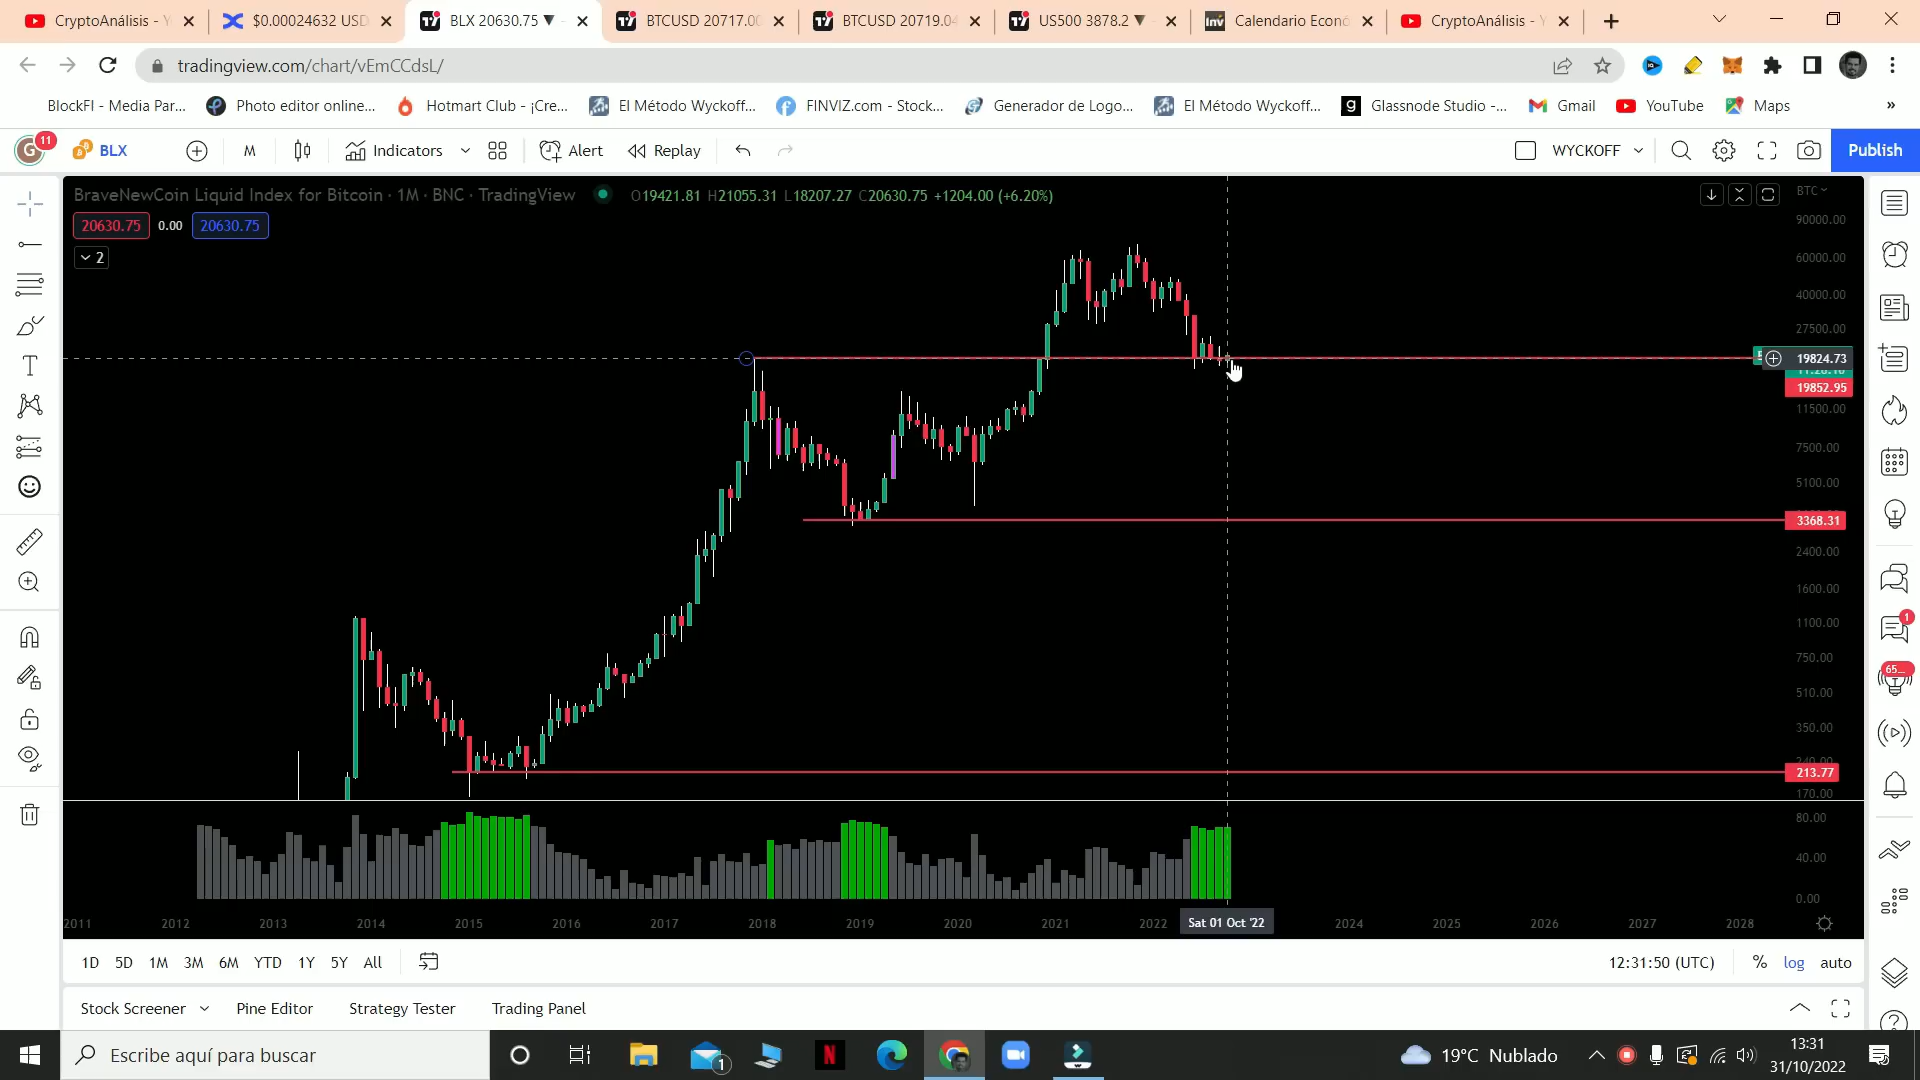 CryptoAnálisis - Y
$0.00024632 USD
BLX 20630.75 ▼
BTCUSD 20717.00
BTCUSD 20719.04
US500 3878.2 ▼
Calendario Econó
CryptoAnálisis - Y
tradingview.com/chart/vEmCCdsL/
BlockFI - Media Par...
Photo editor online...
Hotmart Club - ¡Cre...
El Método Wyckoff...
FINVIZ.com - Stock...
Generador de Logo...
El Método Wyckoff...
Glassnode Studio -...
Gmail
YouTube
Maps
»
G 11
BLX
M
Indicators
Alert
Replay
WYCKOFF
Publish
BraveNewCoin Liquid Index for Bitcoin · 1M · BNC · TradingView
O19421.81 H21055.31 L18207.27 C20630.75 +1204.00 (+6.20%)
20630.75 0.00 20630.75
2
BTC
90000.00
60000.00
40000.00
27500.00
19824.73
19852.95
11500.00
7500.00
5100.00
3368.31
2400.00
1600.00
1100.00
750.00
510.00
350.00
213.77
170.00
80.00
40.00
0.00
2011 2012 2013 2014 2015 2016 2017 2018 2019 2020 2021 2022 Sat 01 Oct '22 2024 2025 2026 2027 2028
1D 5D 1M 3M 6M YTD 1Y 5Y All
12:31:50 (UTC) % log auto
Stock Screener Pine Editor Strategy Tester Trading Panel
1
65...
Escribe aquí para buscar
1
19°C Nublado
13:31
31/10/2022